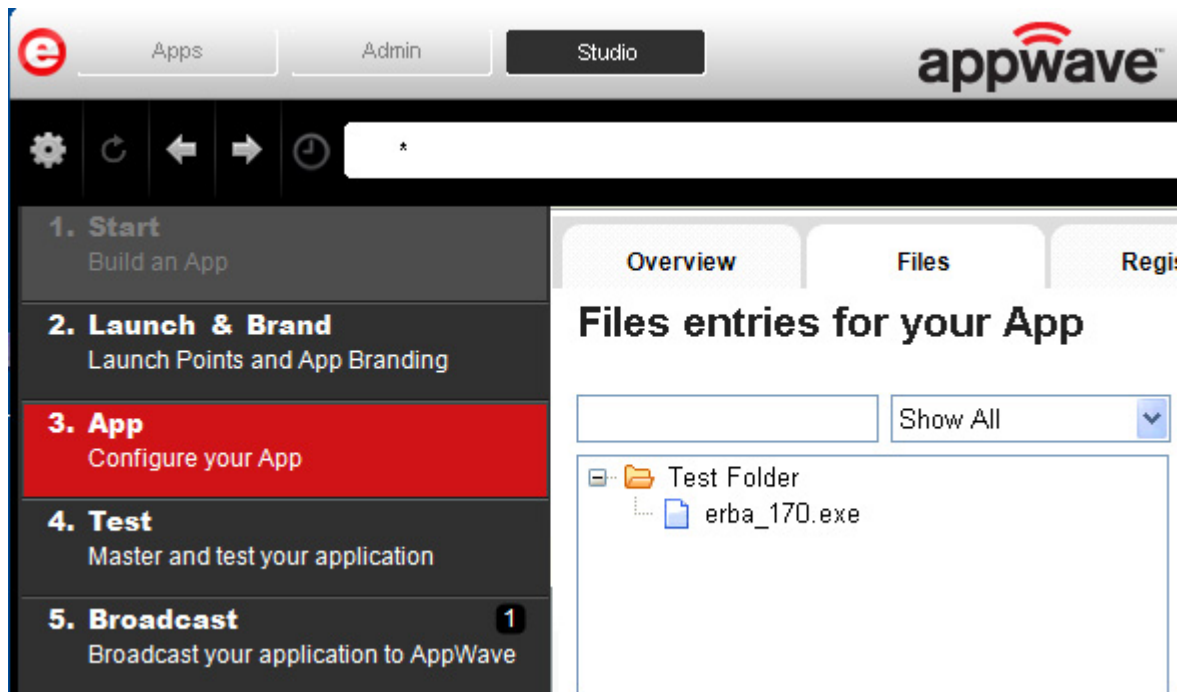 e Apps Admin Studio appwave™
*
1. Start
Build an App
2. Launch & Brand
Launch Points and App Branding
3. App
Configure your App
4. Test
Master and test your application
5. Broadcast 1
Broadcast your application to AppWave
Overview Files
Files entries for your App
Show All
Test Folder
erba_170.exe